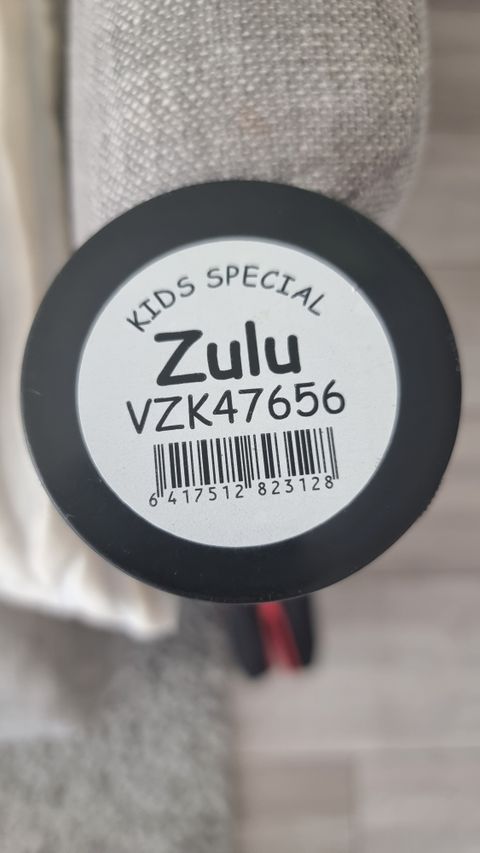 KIDS SPECIAL
Zulu
VZK47656
6 417512 823128